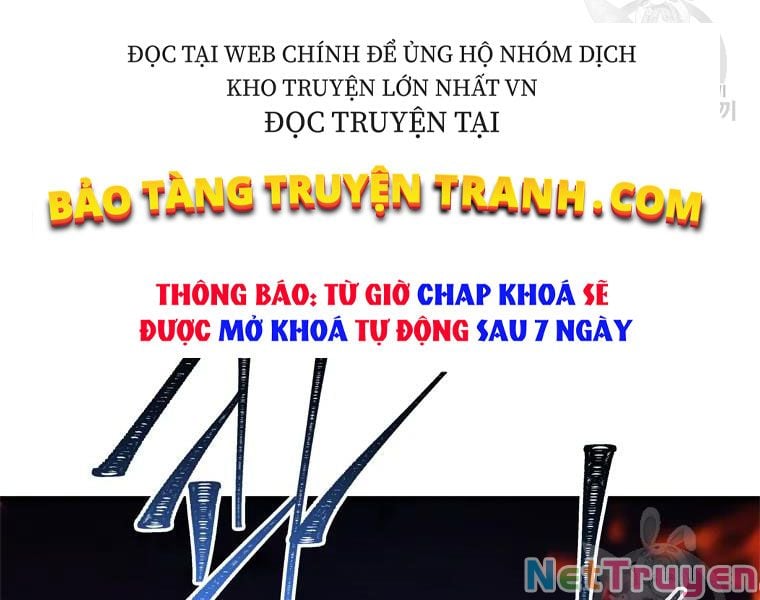 ĐỌC TẠI WEB CHÍNH ĐỂ ỦNG HỘ NHÓM DỊCH
KHO TRUYỆN LỚN NHẤT VN
ĐỌC TRUYỆN TẠI
BẢO TÀNG TRUYỆN TRANH.COM
THÔNG BÁO: TỪ GIỜ CHAP KHOÁ SẼ
ĐƯỢC MỞ KHOÁ TỰ ĐỘNG SAU 7 NGÀY
NetTruyen